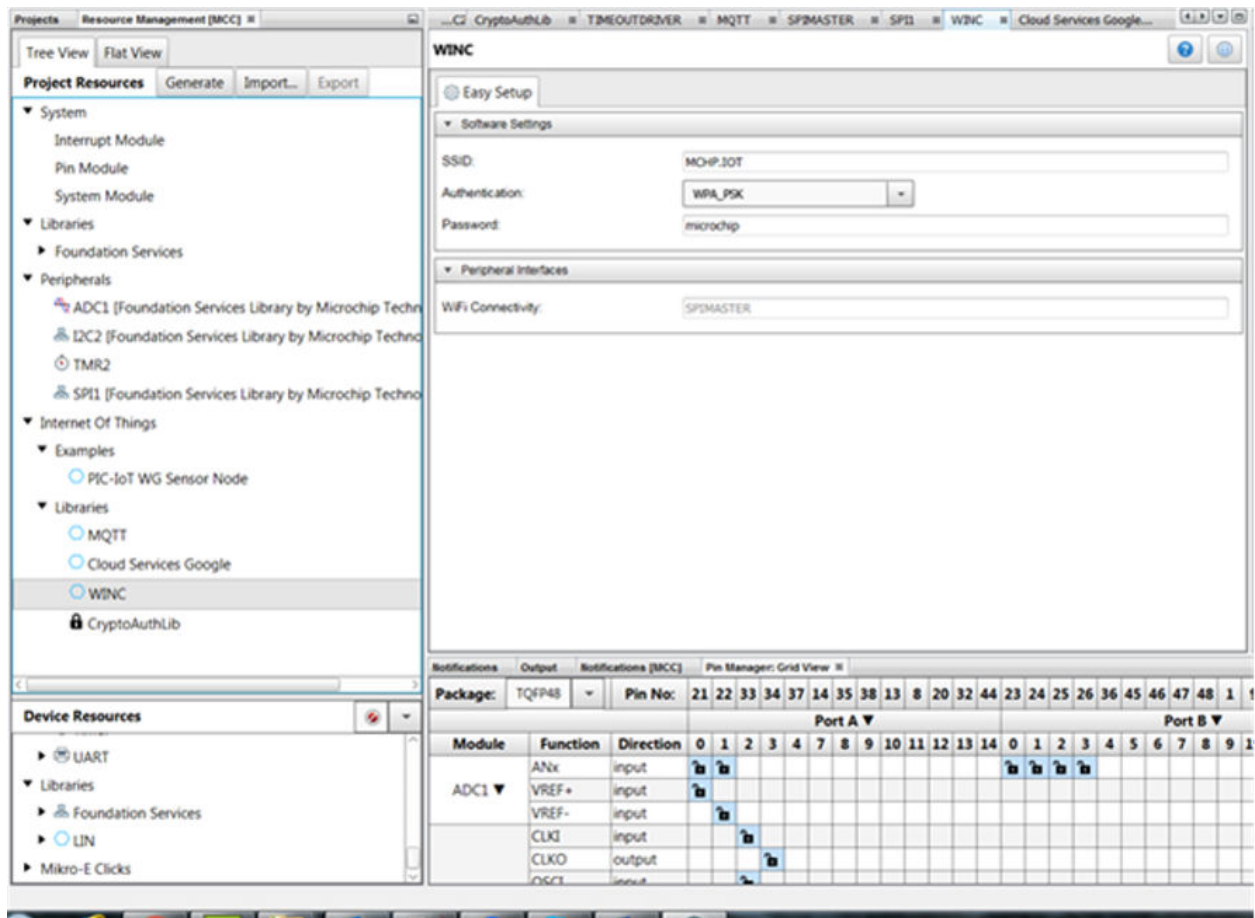 Projects Resource Management [MCC]
Tree View Flat View
Project Resources Generate Import... Export
System
Interrupt Module
Pin Module
System Module
Libraries
Foundation Services
Peripherals
ADC1 [Foundation Services Library by Microchip Techn
I2C2 [Foundation Services Library by Microchip Techno
TMR2
SPI1 [Foundation Services Library by Microchip Techno
Internet Of Things
Examples
PIC-IoT WG Sensor Node
Libraries
MQTT
Cloud Services Google
WINC
CryptoAuthLib
Device Resources
UART
Libraries
Foundation Services
LIN
Mikro-E Clicks
...C2 CryptoAuthLib TIMEOUTDRIVER MQTT SPIMASTER SPI1 WINC Cloud Services Google...
WINC
Easy Setup
Software Settings
SSID: MCHP.IOT
Authentication: WPA_PSK
Password: microchip
Peripheral Interfaces
WiFi Connectivity: SPIMASTER
Notifications Output Notifications [MCC] Pin Manager: Grid View
Package: TQFP48 Pin No: 21 22 33 34 37 14 35 38 13 8 20 32 44 23 24 25 26 36 45 46 47 48 1
Port A ▼ Port B ▼
Module Function Direction 0 1 2 3 4 7 8 9 10 11 12 13 14 0 1 2 3 4 5 6 7 8 9
ADC1 ▼ ANx input
VREF+ input
VREF- input
CLKI input
CLKO output
OSCI input